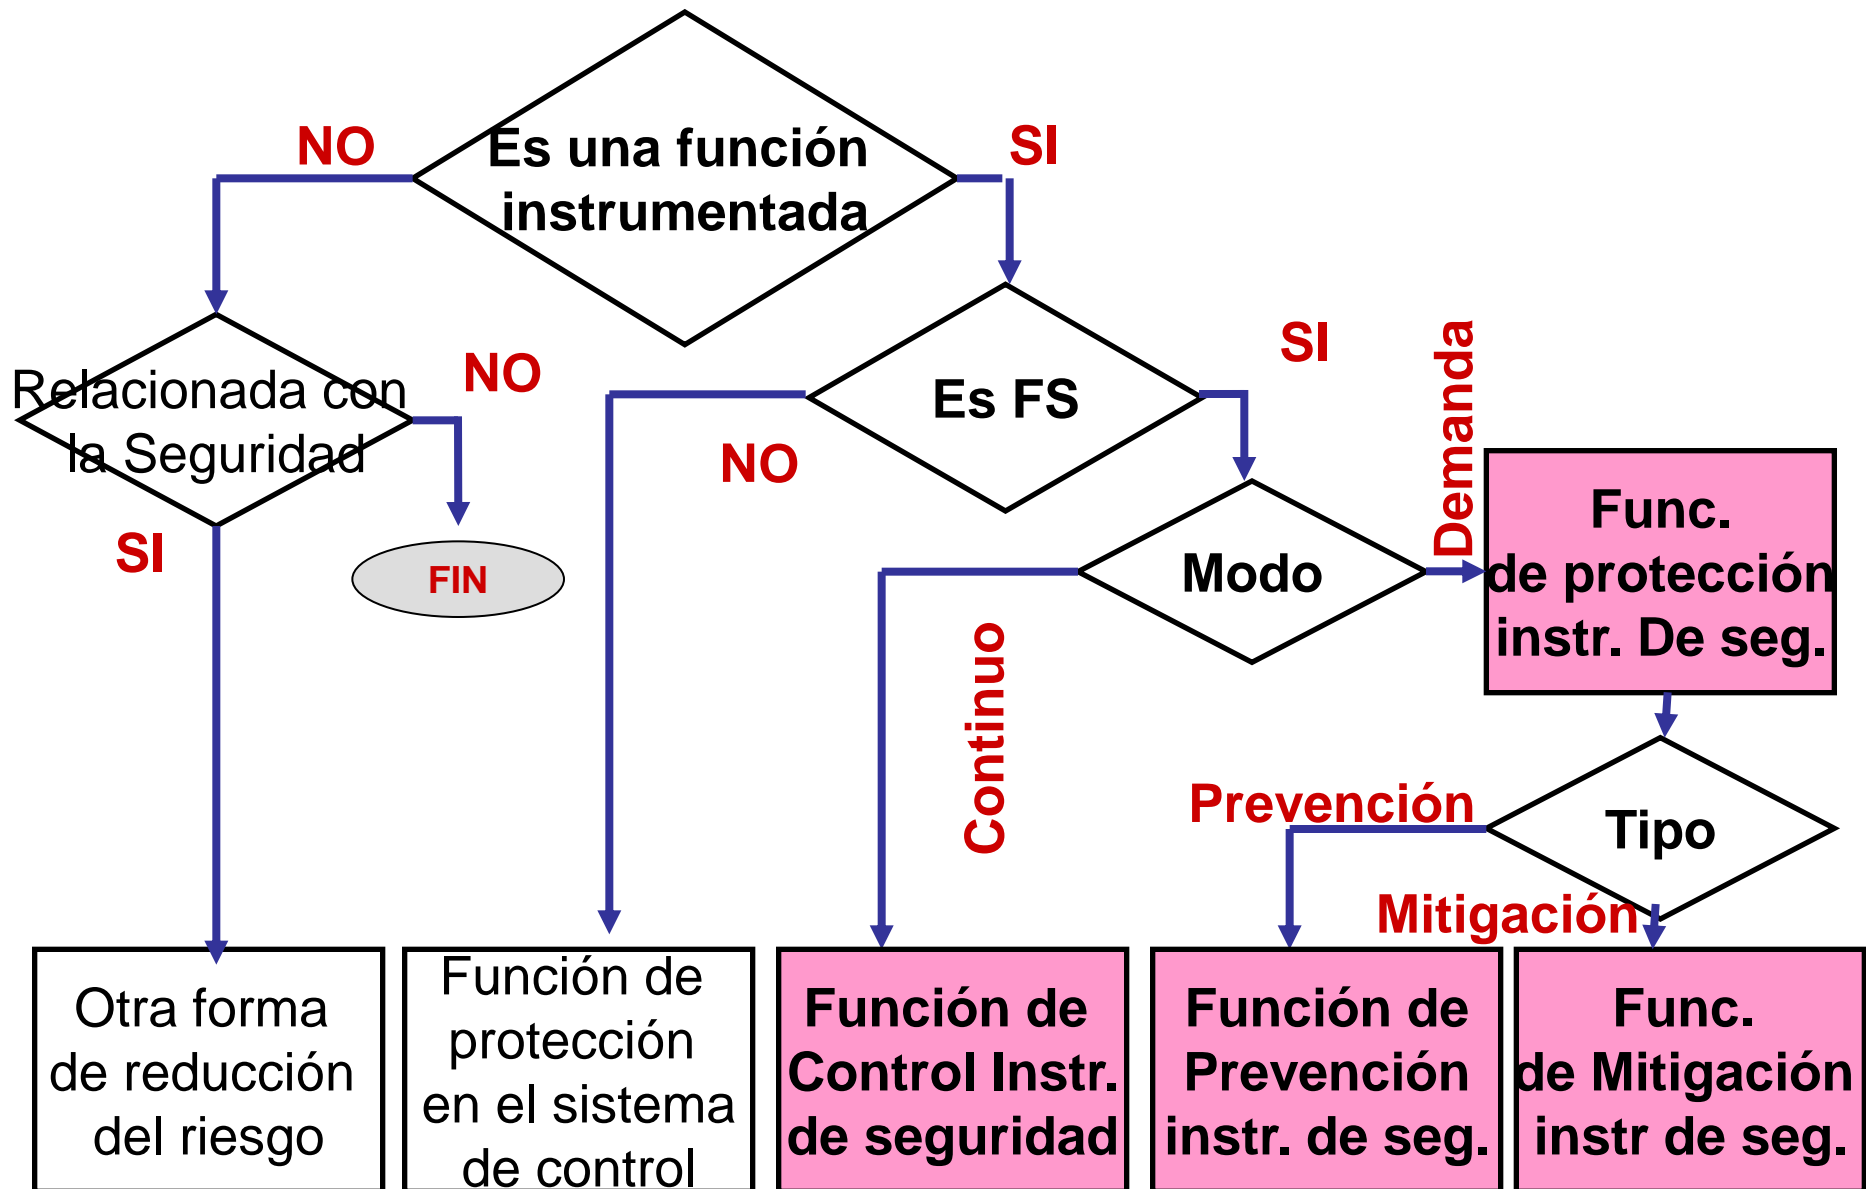 NO
Es una función
instrumentada
SI
Relacionada con
la Seguridad
NO
SI
FIN
Es FS
NO
SI
Modo
Demanda
Continuo
Func.
de protección
instr. De seg.
Prevención
Tipo
Mitigación
Otra forma
de reducción
del riesgo
Función de
protección
en el sistema
de control
Función de
Control Instr.
de seguridad
Función de
Prevención
instr. de seg.
Func.
de Mitigación
instr de seg.